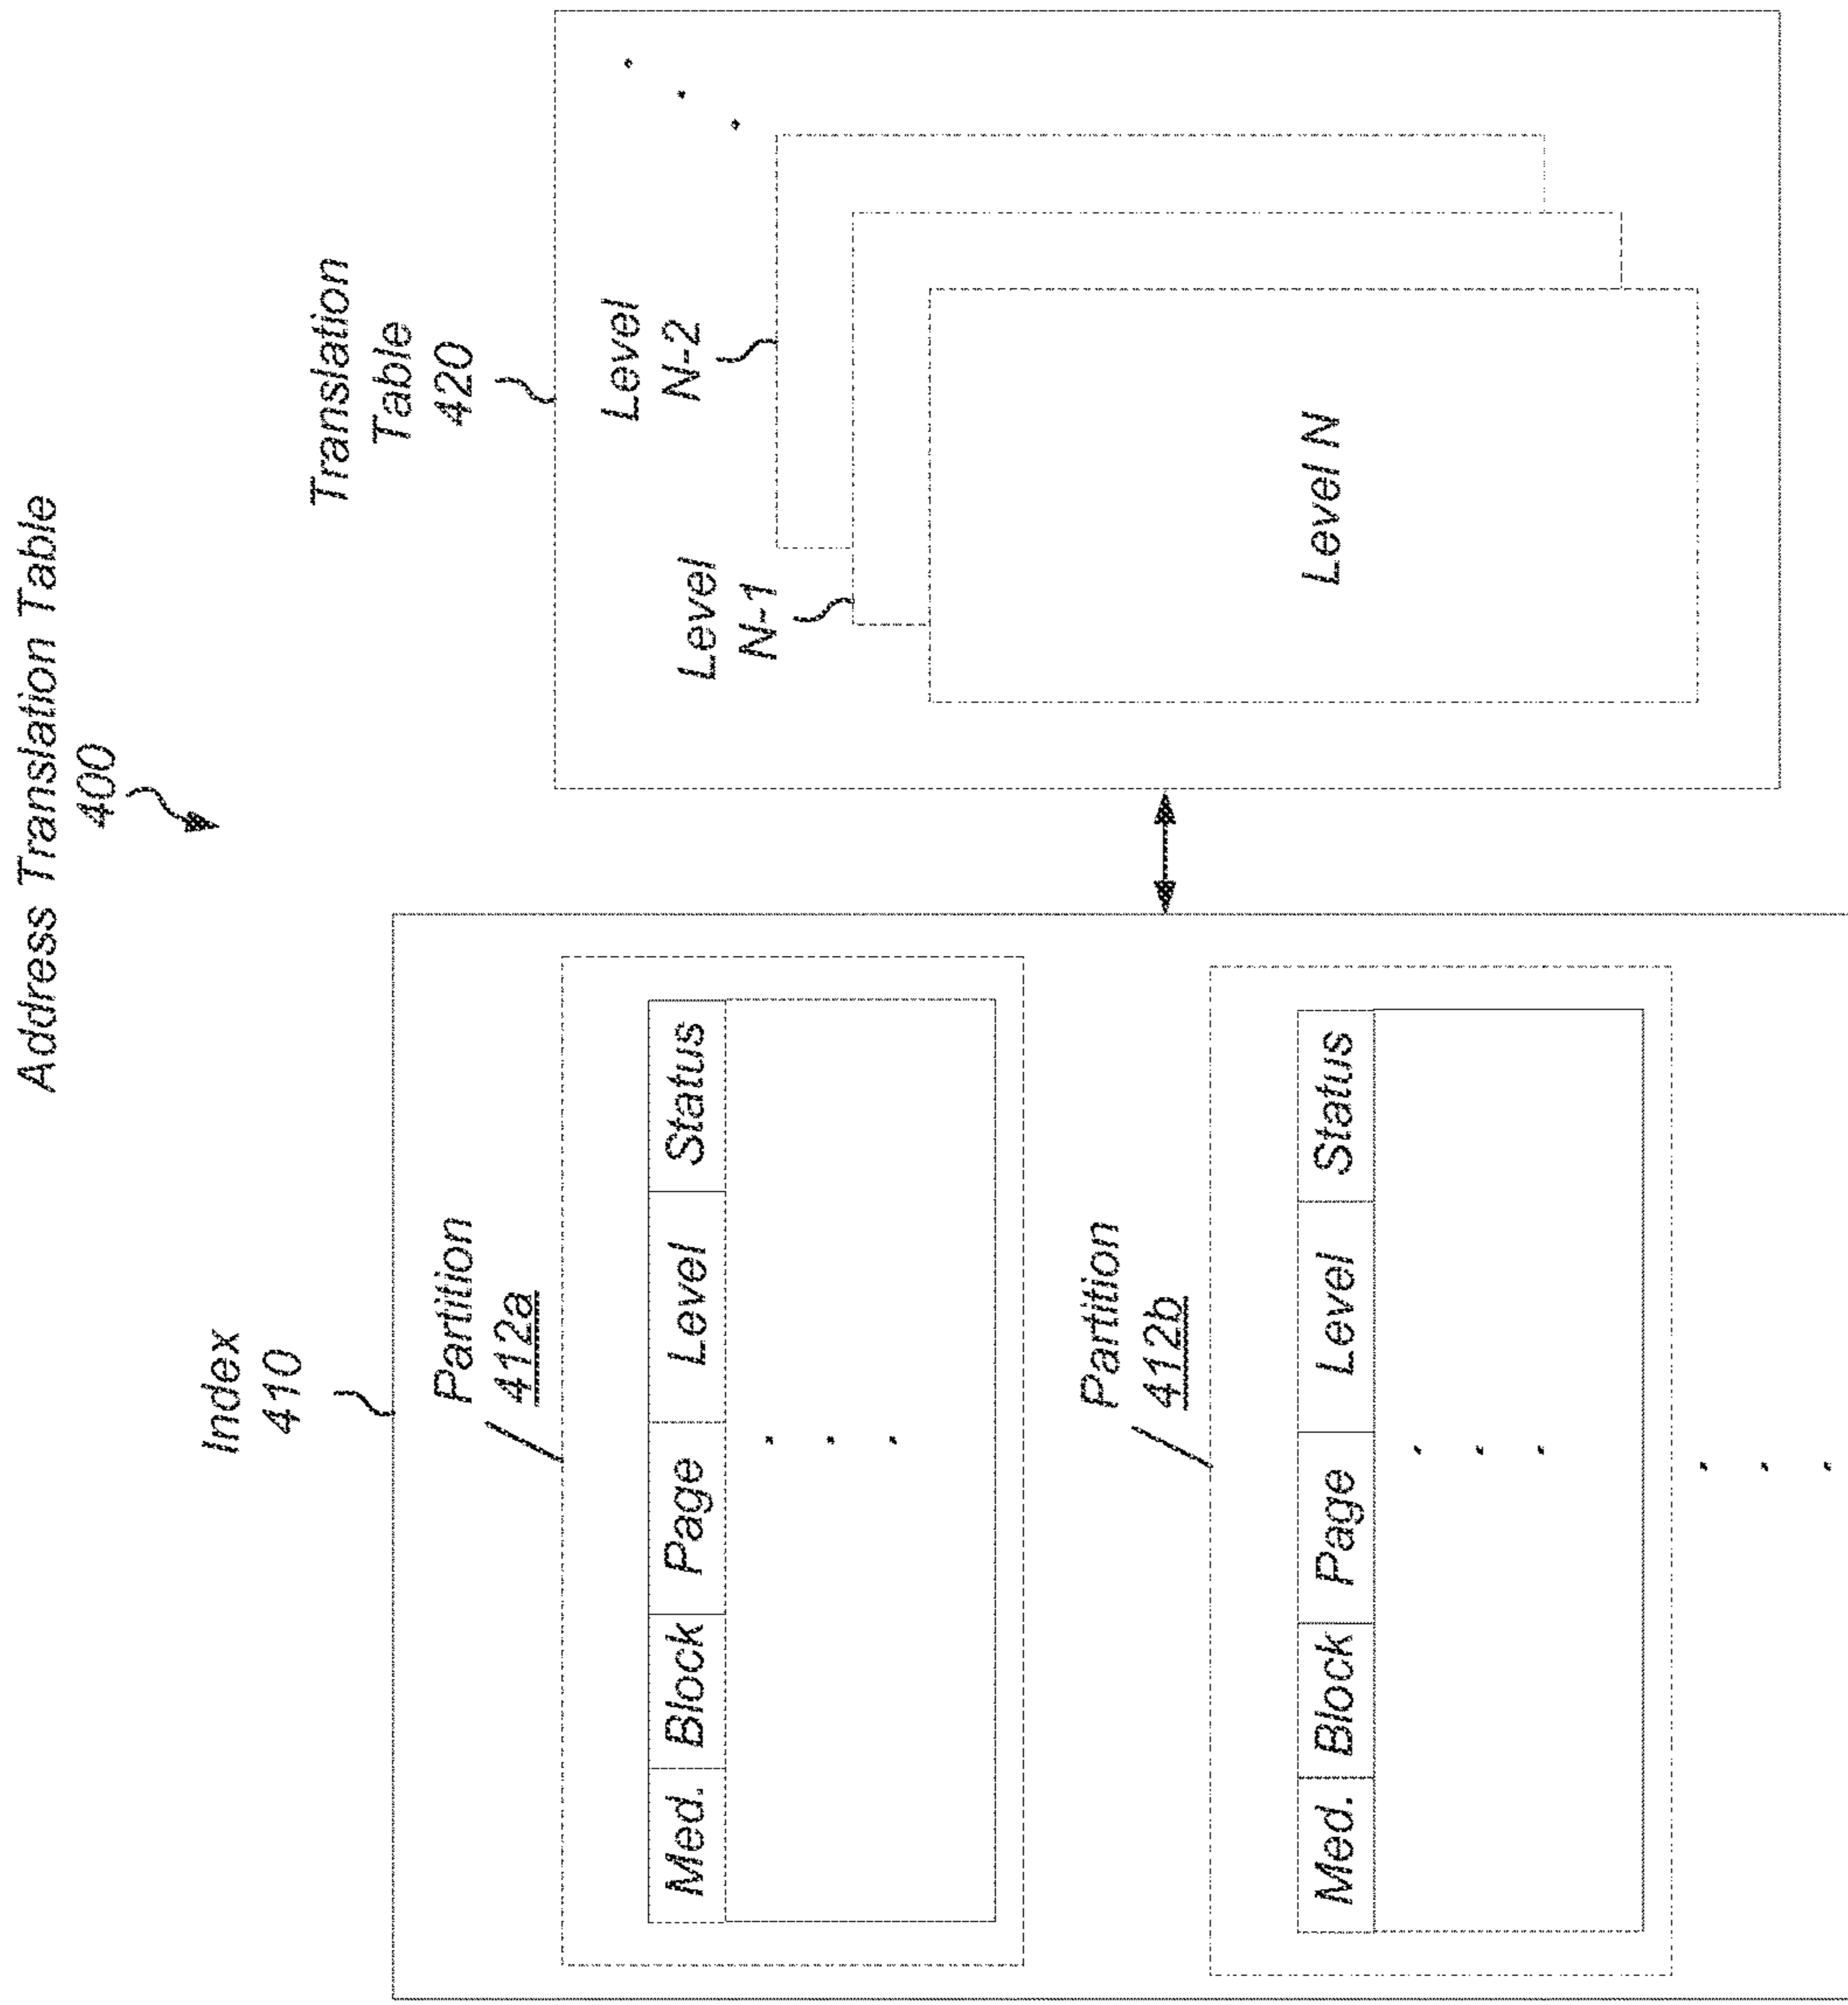 Address Translation Table
400
Index
410
Translation
Table
420
Partition
412a
Med. Block Page Level Status
Partition
412b
Med. Block Page Level Status
Level
N-2
Level
N-1
Level N